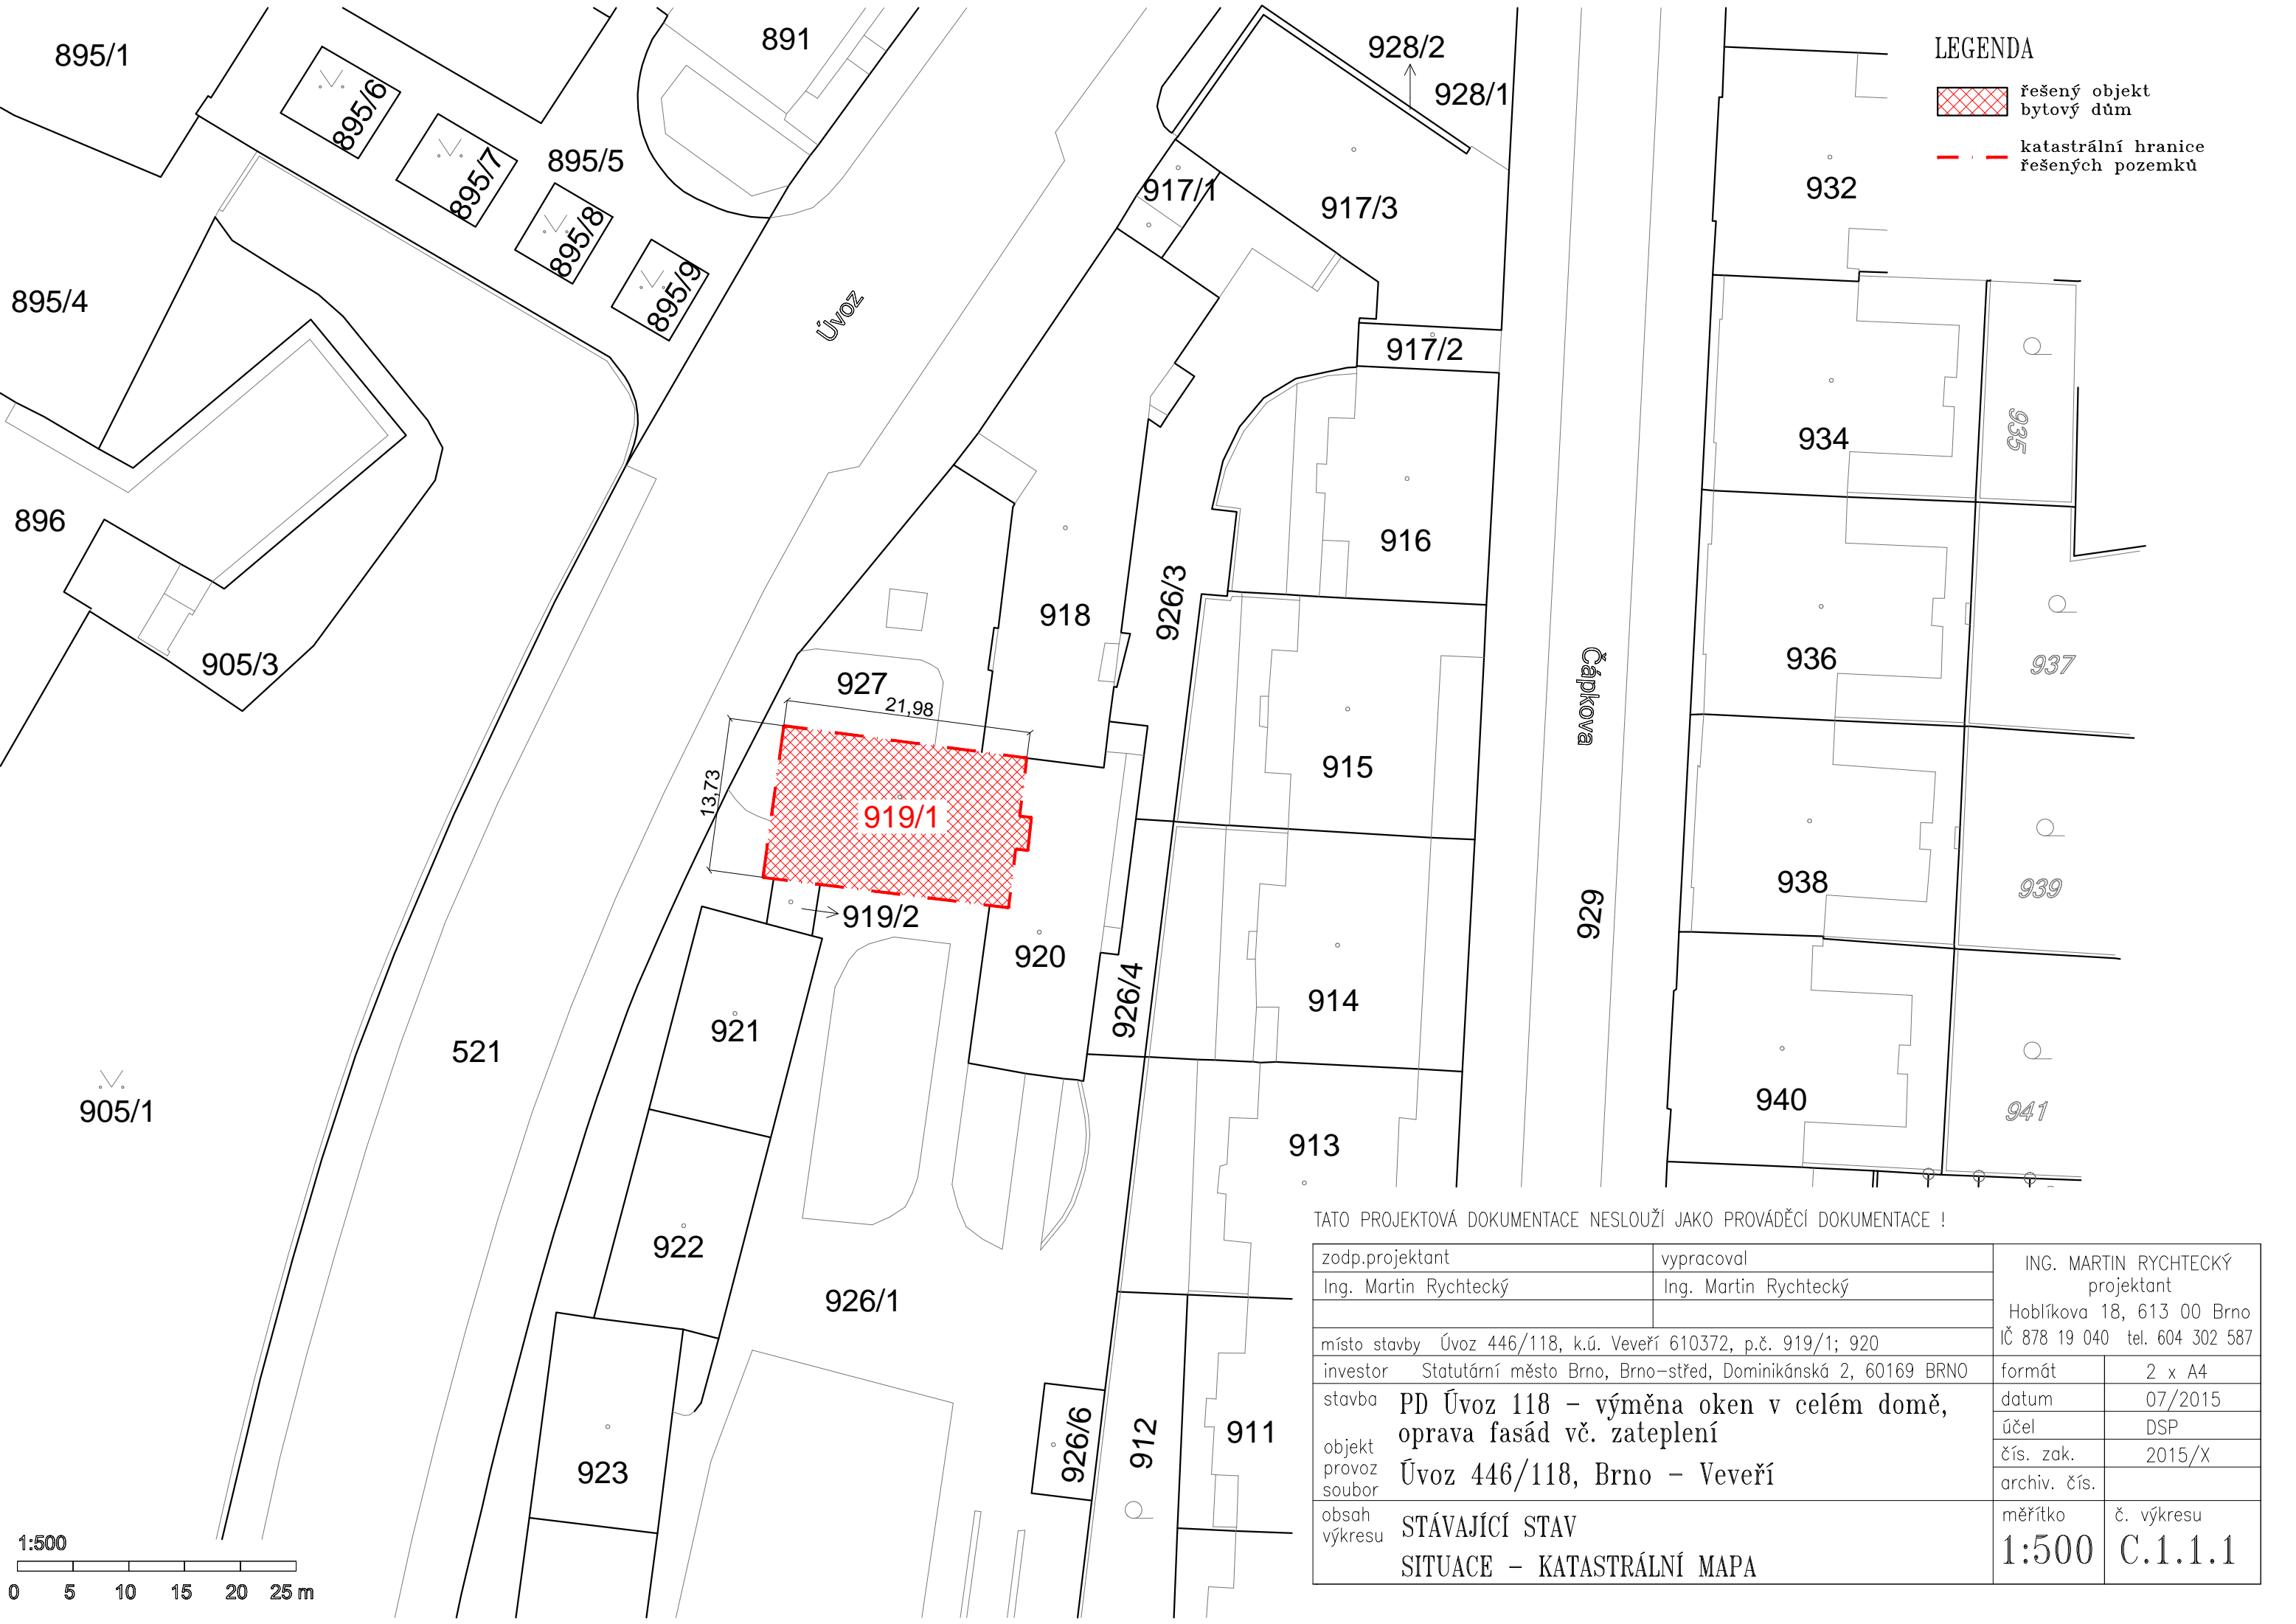 895/1
891
928/2
928/1
LEGENDA
řešený objekt
bytový dům
katastrální hranice
řešených pozemků
895/6
895/7
895/5
895/8
895/9
917/1
917/3
932
895/4
Úvoz
917/2
934
935
896
916
918
926/3
905/3
927
936
937
Čápkova
21,98
13,73
919/1
915
938
939
919/2
929
920
926/4
914
921
521
905/1
940
941
913
922
926/1
923
926/6
912
911
1:500
0 5 10 15 20 25 m
TATO PROJEKTOVÁ DOKUMENTACE NESLOUŽÍ JAKO PROVÁDĚCÍ DOKUMENTACE !
zodp.projektant vypracoval
Ing. Martin Rychtecký Ing. Martin Rychtecký
ING. MARTIN RYCHTECKÝ
projektant
Hoblíkova 18, 613 00 Brno
IČ 878 19 040 tel. 604 302 587
místo stavby Úvoz 446/118, k.ú. Veveří 610372, p.č. 919/1; 920
investor Statutární město Brno, Brno-střed, Dominikánská 2, 60169 BRNO
formát 2 x A4
stavba PD Úvoz 118 - výměna oken v celém domě,
oprava fasád vč. zateplení
datum 07/2015
účel DSP
objekt
provoz
soubor
Úvoz 446/118, Brno - Veveří
čís. zak. 2015/X
archiv. čís.
obsah
výkresu
STÁVAJÍCÍ STAV
SITUACE - KATASTRÁLNÍ MAPA
měřítko
1:500
č. výkresu
C.1.1.1